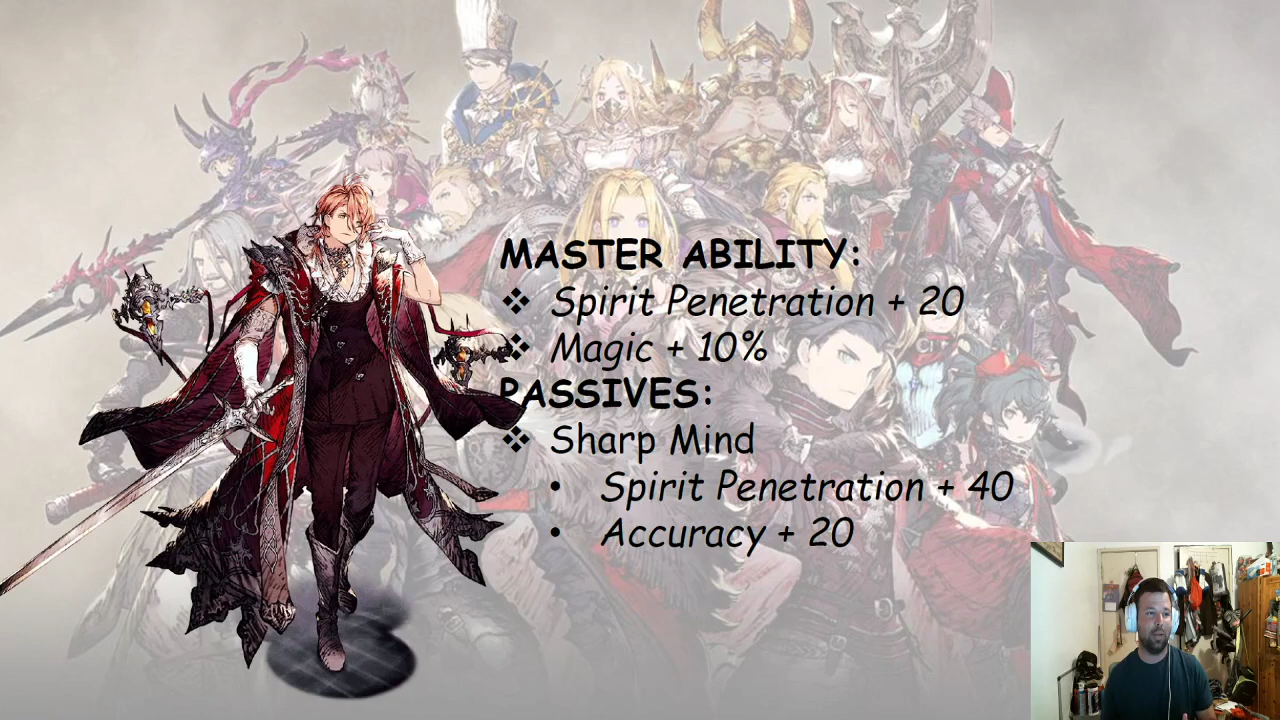 MASTER ABILITY:
❖ Spirit Penetration + 20
❖ Magic + 10%
PASSIVES:
❖ Sharp Mind
• Spirit Penetration + 40
• Accuracy + 20